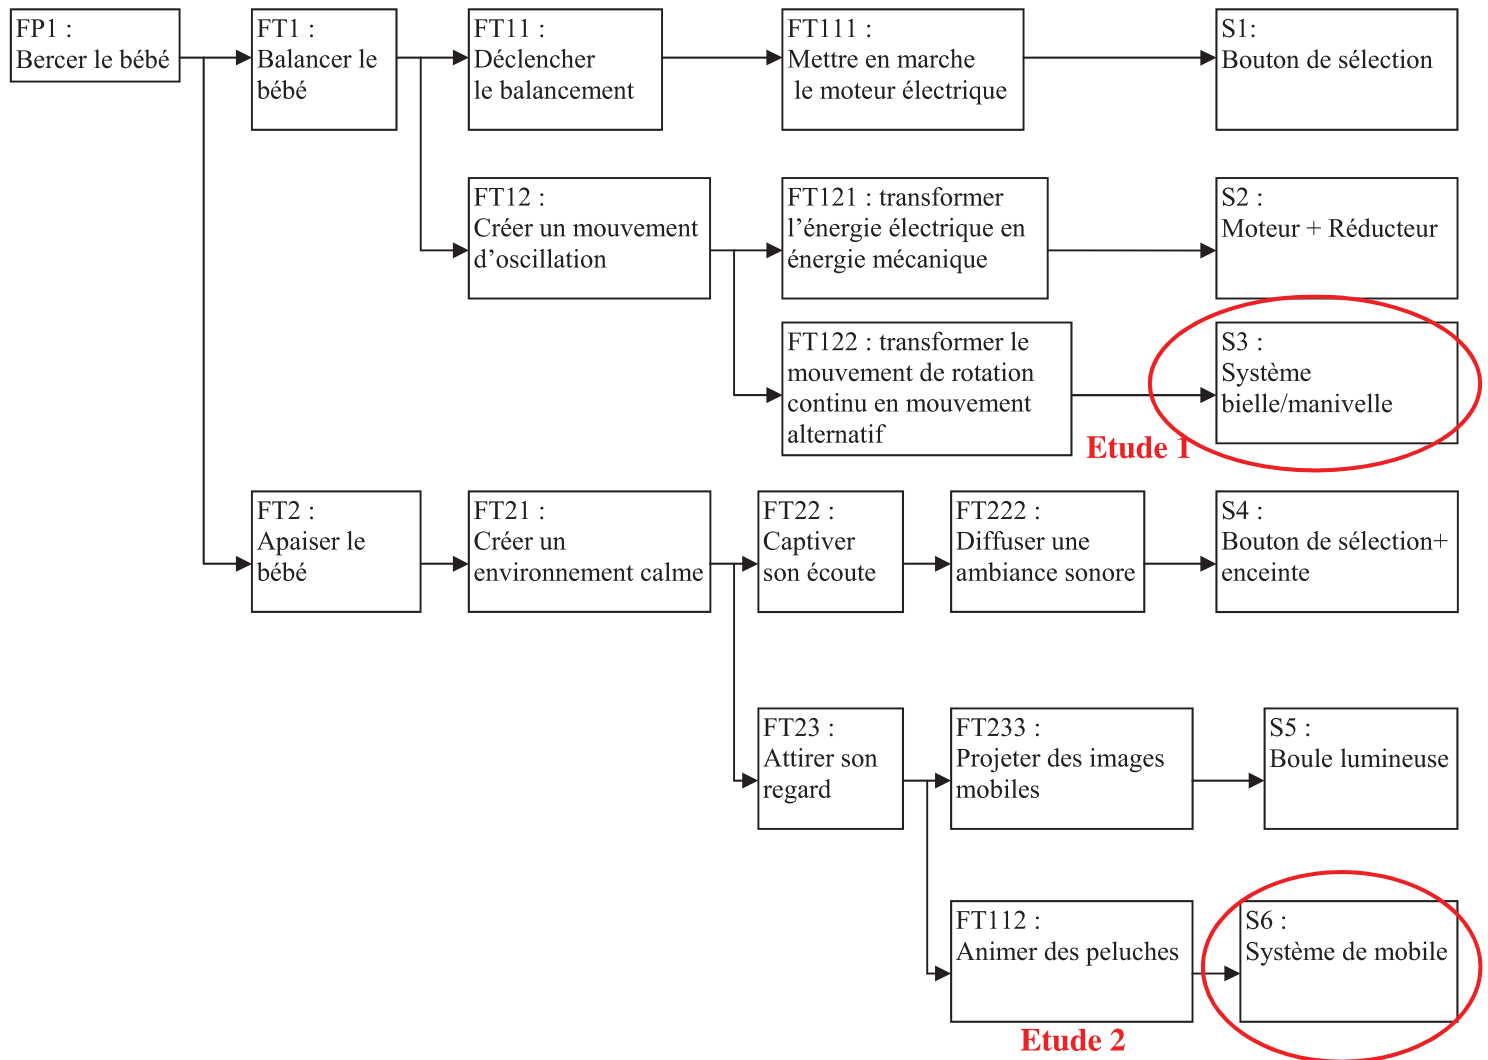 FP1 :
Bercer le bébé
FT1 :
Balancer le
bébé
FT11 :
Déclencher
le balancement
FT111 :
Mettre en marche
le moteur électrique
S1:
Bouton de sélection
FT12 :
Créer un mouvement
d’oscillation
FT121 : transformer
l’énergie électrique en
énergie mécanique
S2 :
Moteur + Réducteur
FT122 : transformer le
mouvement de rotation
continu en mouvement
alternatif
S3 :
Système
bielle/manivelle
Etude 1
FT2 :
Apaiser le
bébé
FT21 :
Créer un
environnement calme
FT22 :
Captiver
son écoute
FT222 :
Diffuser une
ambiance sonore
S4 :
Bouton de sélection+
enceinte
FT23 :
Attirer son
regard
FT233 :
Projeter des images
mobiles
S5 :
Boule lumineuse
FT112 :
Animer des peluches
S6 :
Système de mobile
Etude 2